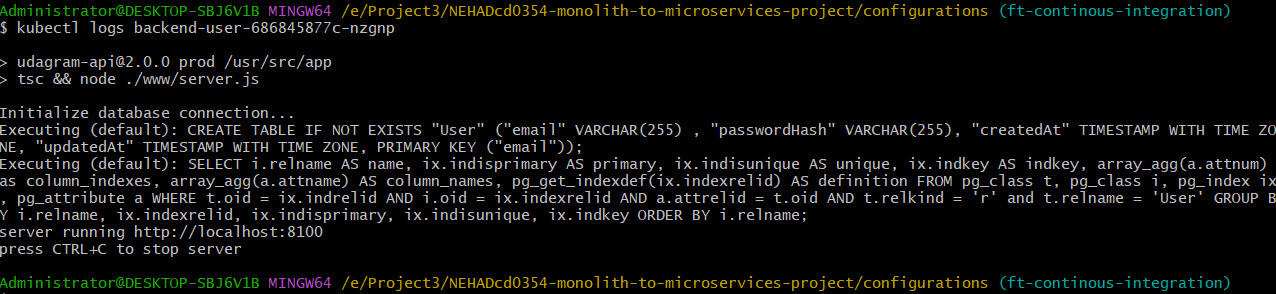 Administrator@DESKTOP-SBJ6V1B MINGW64 /e/Project3/NEHADcd0354-monolith-to-microservices-project/configurations (ft-continous-integration)
$ kubectl logs backend-user-686845877c-nzgnp
> udagram-api@2.0.0 prod /usr/src/app
> tsc && node ./www/server.js
Initialize database connection...
Executing (default): CREATE TABLE IF NOT EXISTS "User" ("email" VARCHAR(255) , "passwordHash" VARCHAR(255), "createdAt" TIMESTAMP WITH TIME ZO
NE, "updatedAt" TIMESTAMP WITH TIME ZONE, PRIMARY KEY ("email"));
Executing (default): SELECT i.relname AS name, ix.indisprimary AS primary, ix.indisunique AS unique, ix.indkey AS indkey, array_agg(a.attnum)
as column_indexes, array_agg(a.attname) AS column_names, pg_get_indexdef(ix.indexrelid) AS definition FROM pg_class t, pg_class i, pg_index ix
, pg_attribute a WHERE t.oid = ix.indrelid AND i.oid = ix.indexrelid AND a.attrelid = t.oid AND t.relkind = 'r' and t.relname = 'User' GROUP B
Y i.relname, ix.indexrelid, ix.indisprimary, ix.indisunique, ix.indkey ORDER BY i.relname;
server running http://localhost:8100
press CTRL+C to stop server
Administrator@DESKTOP-SBJ6V1B MINGW64 /e/Project3/NEHADcd0354-monolith-to-microservices-project/configurations (ft-continous-integration)